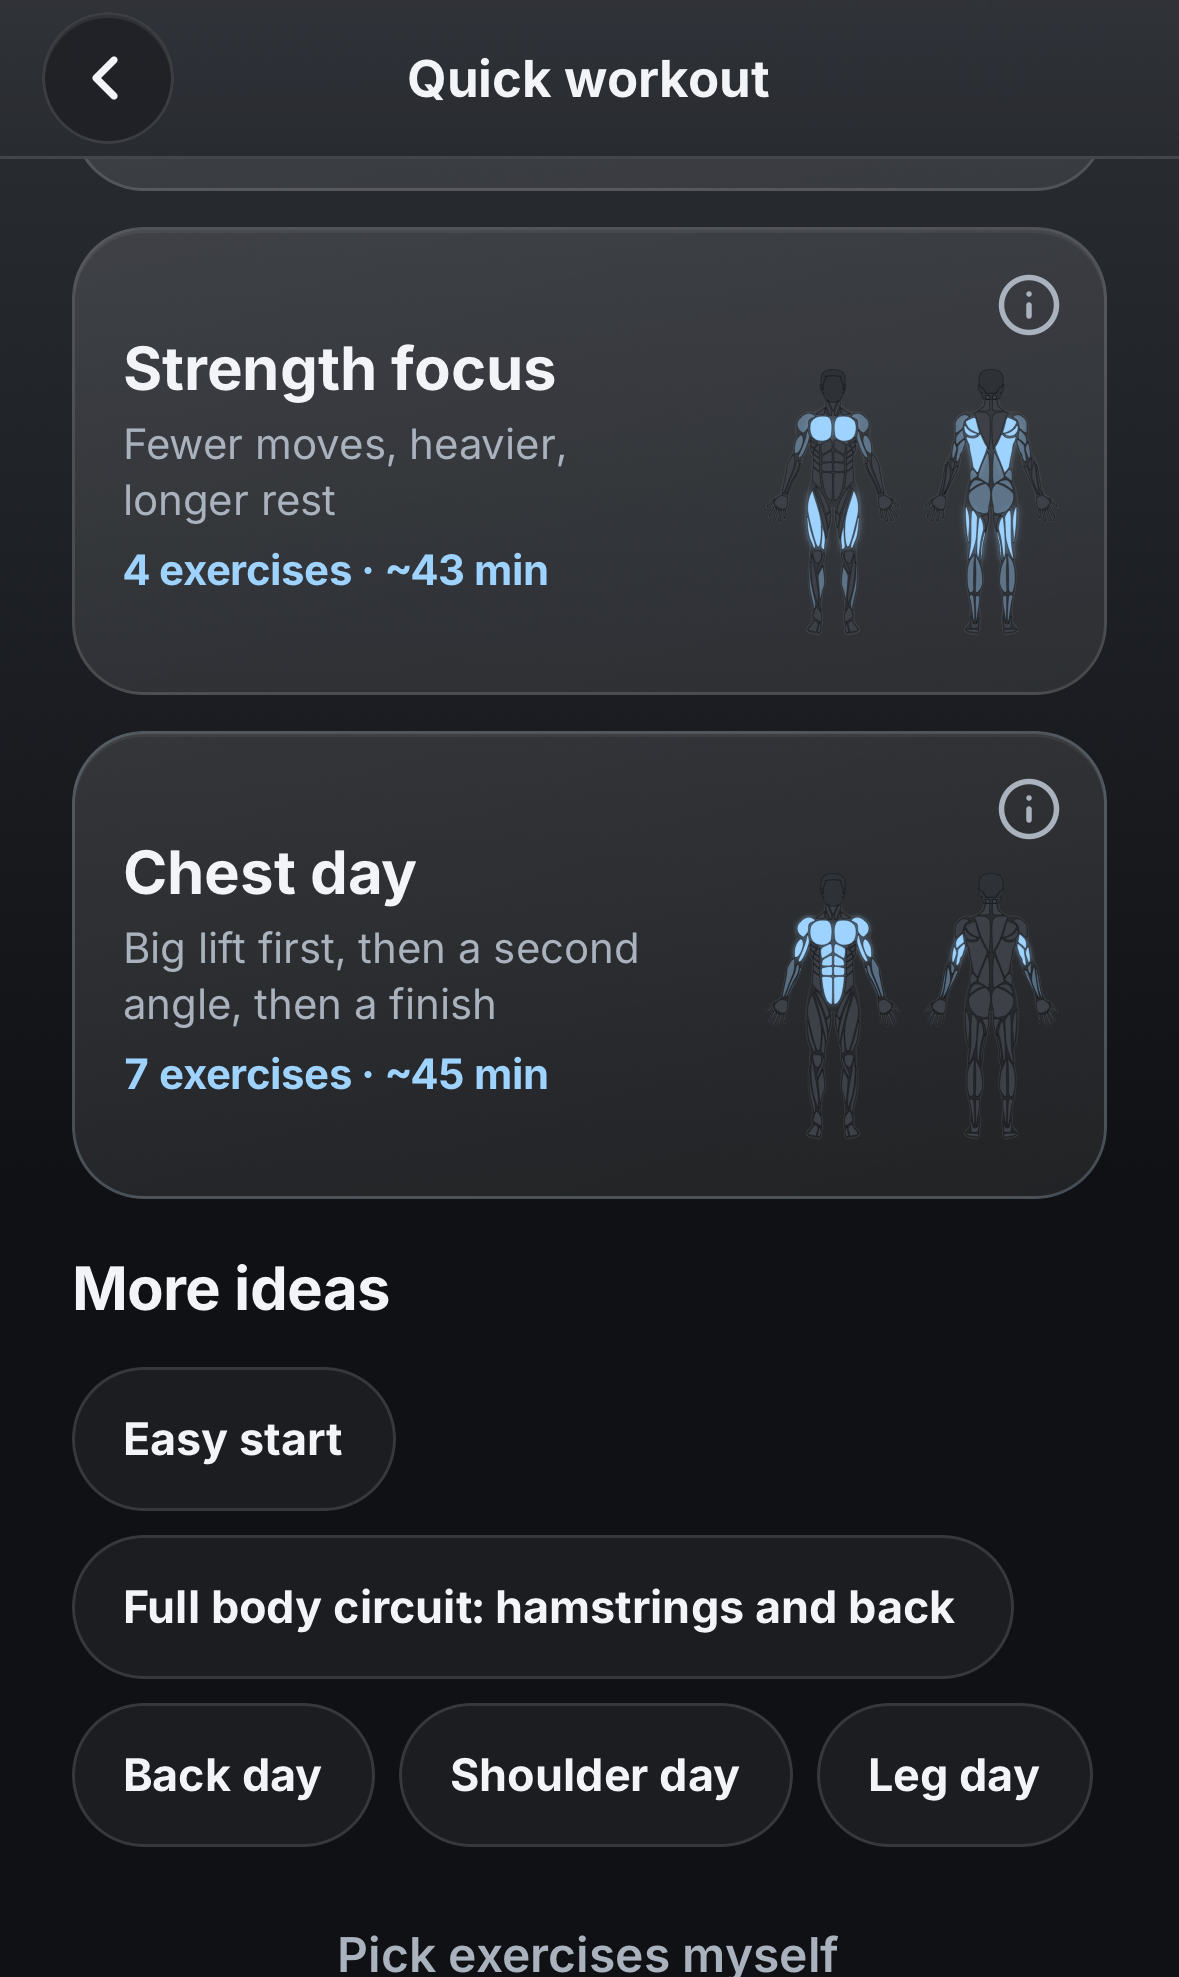 Quick workout
Strength focus
Fewer moves, heavier,
longer rest
4 exercises · ~43 min
Chest day
Big lift first, then a second
angle, then a finish
7 exercises · ~45 min
More ideas
Easy start
Full body circuit: hamstrings and back
Back day
Shoulder day
Leg day
Pick exercises myself